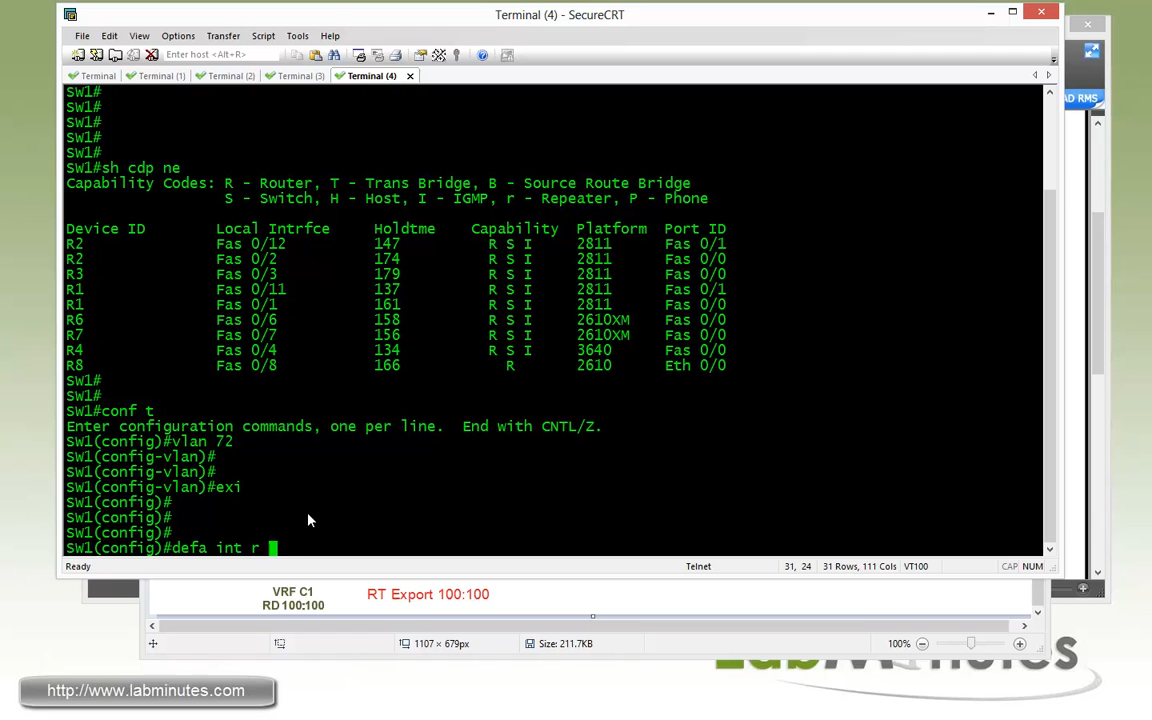 Terminal (4) - SecureCRT
File Edit View Options Transfer Script Tools Help
Enter host <Alt+R>
AD RMS
Terminal Terminal (1) Terminal (2) Terminal (3) Terminal (4)
SW1#
SW1#
SW1#
SW1#
SW1#
SW1#sh cdp ne
Capability Codes: R - Router, T - Trans Bridge, B - Source Route Bridge
S - Switch, H - Host, I - IGMP, r - Repeater, P - Phone
Device ID Local Intrfce Holdtme Capability Platform Port ID
R2 Fas 0/12 147 R S I 2811 Fas 0/1
R2 Fas 0/2 174 R S I 2811 Fas 0/0
R3 Fas 0/3 179 R S I 2811 Fas 0/0
R1 Fas 0/11 137 R S I 2811 Fas 0/1
R1 Fas 0/1 161 R S I 2811 Fas 0/0
R6 Fas 0/6 158 R S I 2610XM Fas 0/0
R7 Fas 0/7 156 R S I 2610XM Fas 0/0
R4 Fas 0/4 134 R S I 3640 Fas 0/0
R8 Fas 0/8 166 R 2610 Eth 0/0
SW1#
SW1#
SW1#conf t
Enter configuration commands, one per line. End with CNTL/Z.
SW1(config)#vlan 72
SW1(config-vlan)#
SW1(config-vlan)#
SW1(config-vlan)#exi
SW1(config)#
SW1(config)#
SW1(config)#
SW1(config)#defa int r
Ready Telnet 31, 24 31 Rows, 111 Cols VT100 CAP NUM
VRF C1
RD 100:100
RT Export 100:100
1107 × 679px Size: 211.7KB 100%
LabMinutes
http://www.labminutes.com